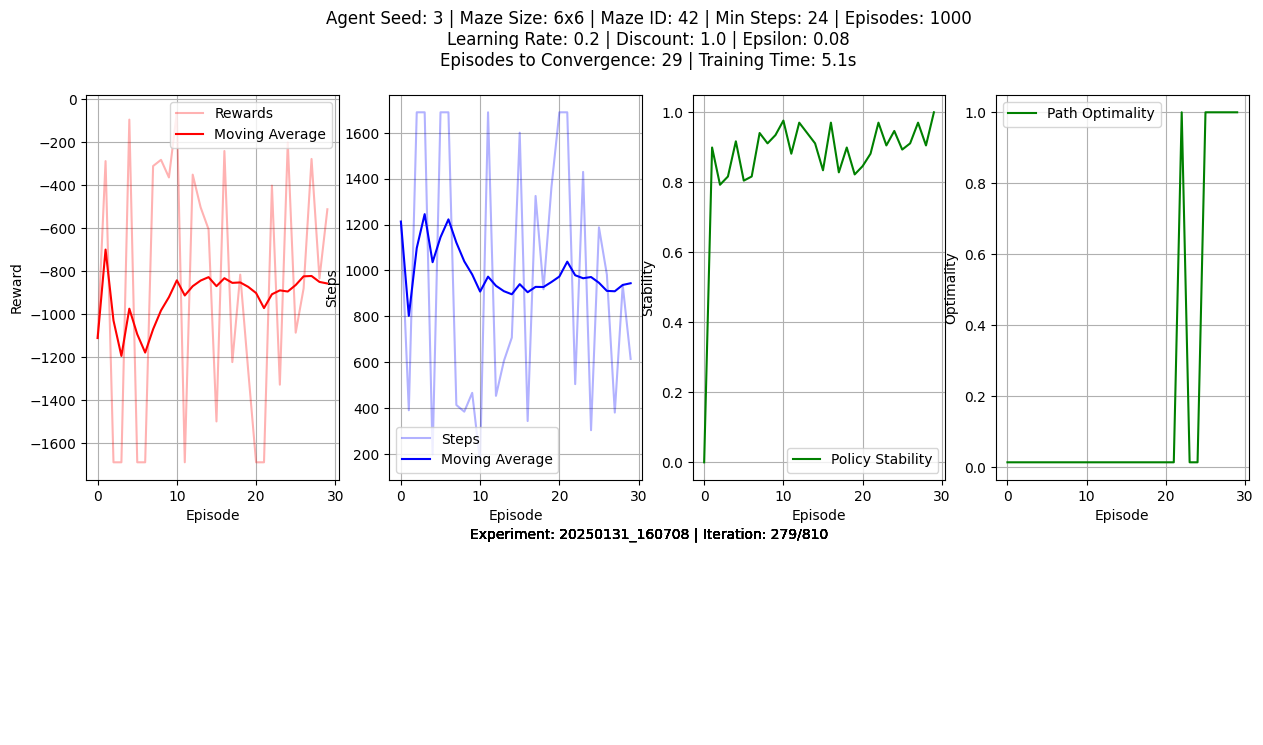 Agent Seed: 3 | Maze Size: 6x6 | Maze ID: 42 | Min Steps: 24 | Episodes: 1000
Learning Rate: 0.2 | Discount: 1.0 | Epsilon: 0.08
Episodes to Convergence: 29 | Training Time: 5.1s
Reward
0
−200
−400
−600
−800
−1000
−1200
−1400
−1600
Rewards
Moving Average
0
10
20
30
Episode
Steps
1600
1400
1200
1000
800
600
400
200
Steps
Moving Average
0
10
20
30
Episode
Stability
1.0
0.8
0.6
0.4
0.2
0.0
Policy Stability
0
10
20
30
Episode
Optimality
1.0
0.8
0.6
0.4
0.2
0.0
Path Optimality
0
10
20
30
Episode
Experiment: 20250131_160708 | Iteration: 279/810